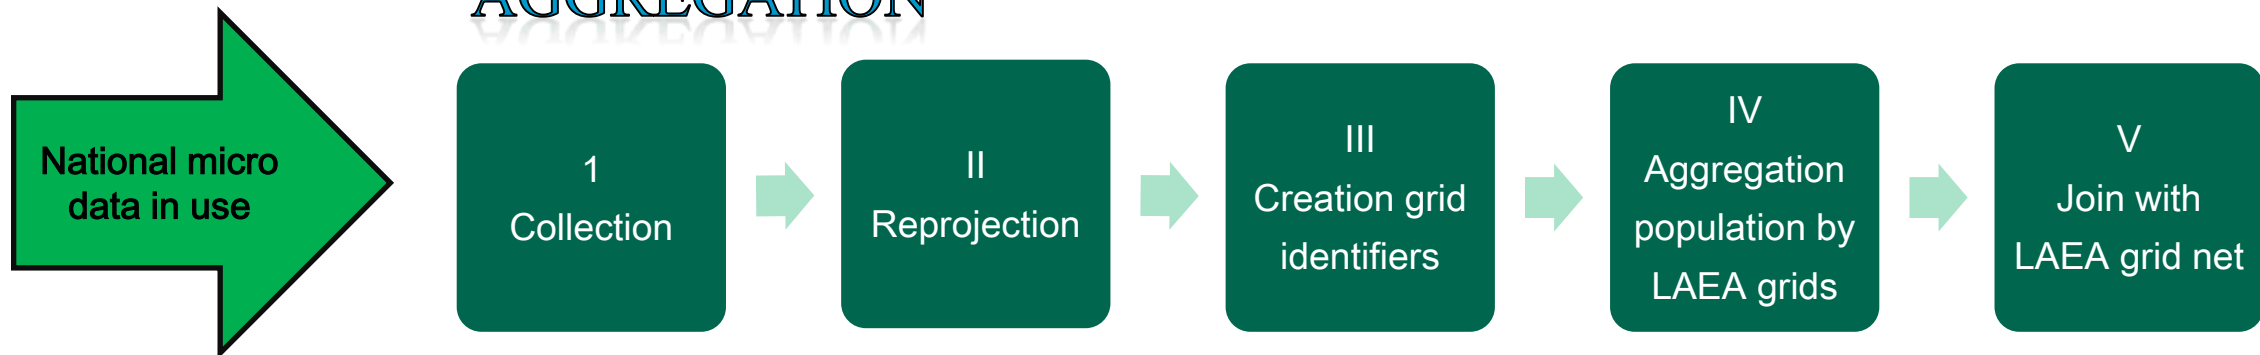 AGGREGATION
National micro
data in use
1
Collection
II
Reprojection
III
Creation grid
identifiers
IV
Aggregation
population by
LAEA grids
V
Join with
LAEA grid net